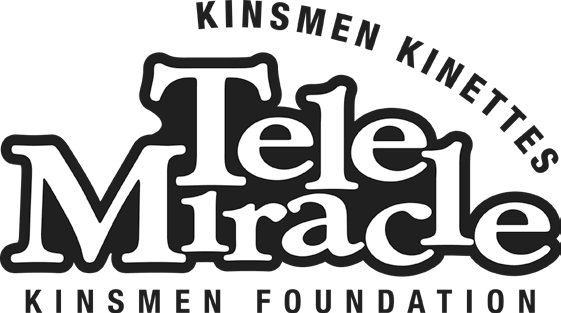 KINSMEN KINETTES
Tele
Miracle
KINSMEN FOUNDATION